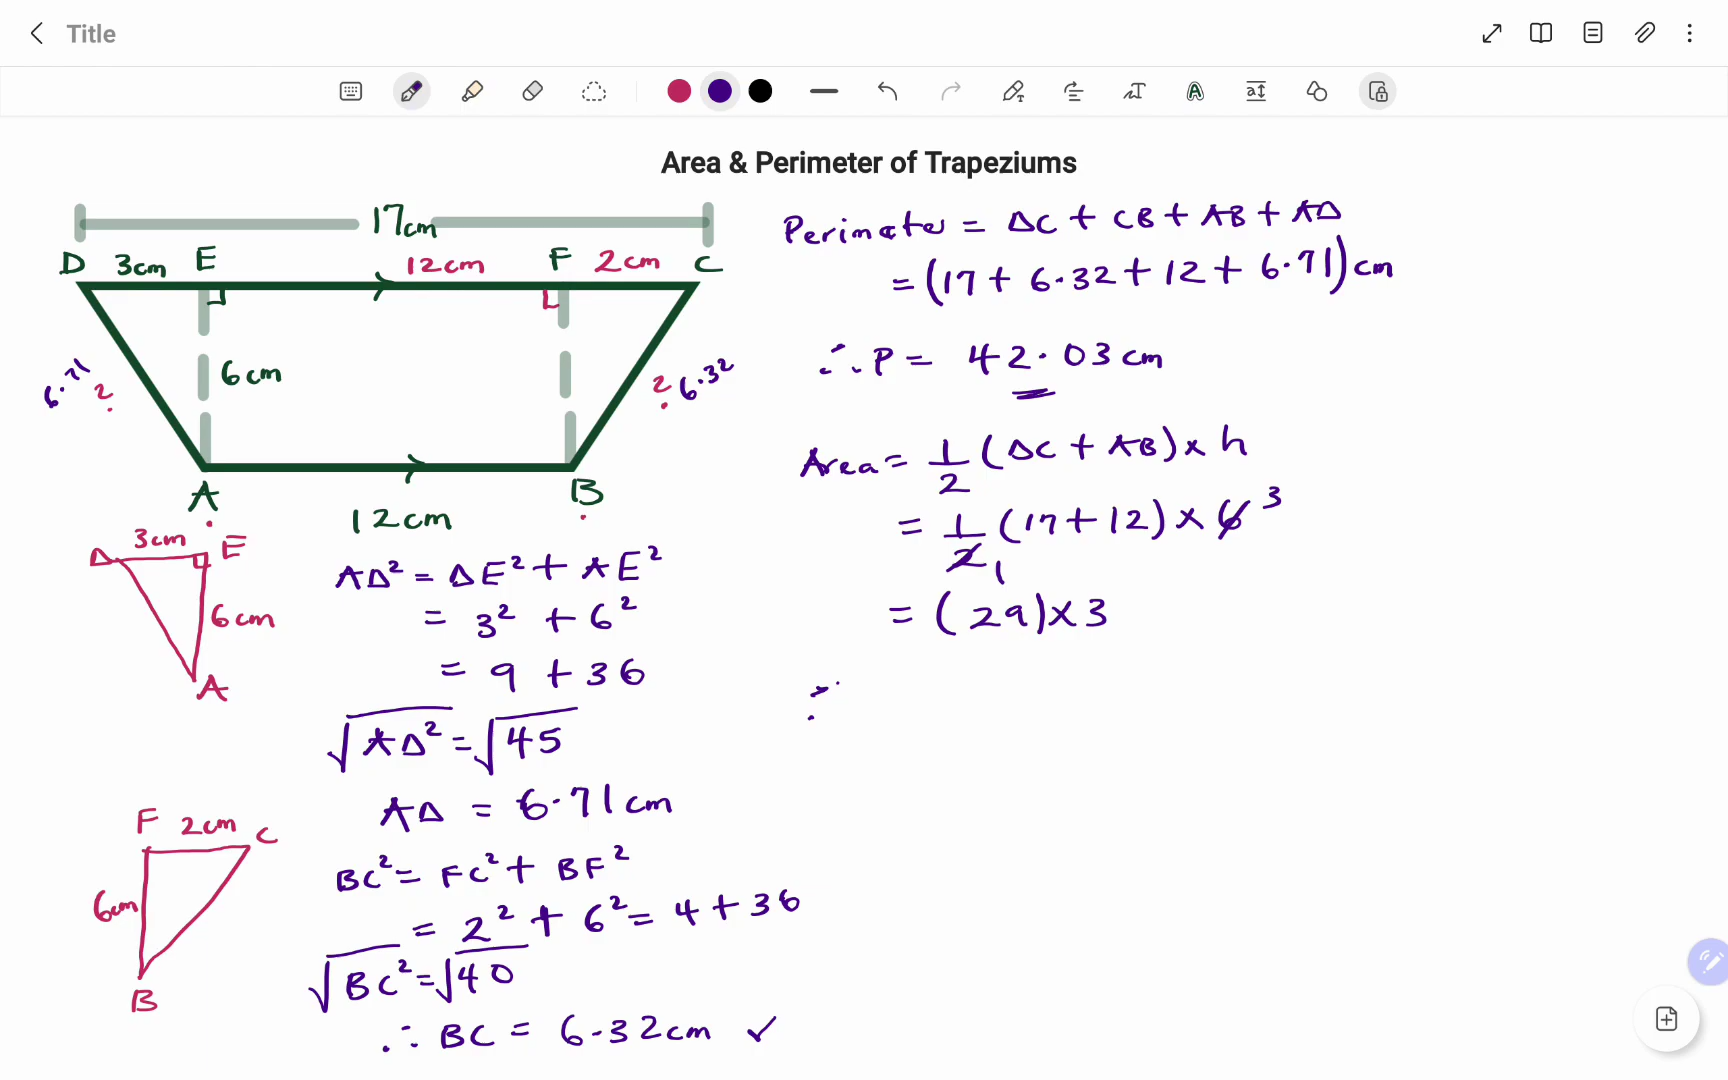 Title
Area & Perimeter of Trapeziums
17cm
D 3cm E 12cm F 2cm C
6cm
6.71 ?
? 6.32
A B
12cm
D 3cm E
6cm
A
AD² = DE² + AE²
= 3² + 6²
= 9 + 36
√AD² = √45
AD = 6.71cm
F 2cm C
6cm
B
BC² = FC² + BF²
= 2² + 6² = 4 + 36
√BC² = √40
∴ BC = 6.32cm ✓
Perimeter = DC + CB + AB + AD
= (17 + 6.32 + 12 + 6.71)cm
∴ P = 42.03cm
Area = 1/2 (DC + AB) × h
= 1/2 (17 + 12) × 6 3
1
= (29) × 3